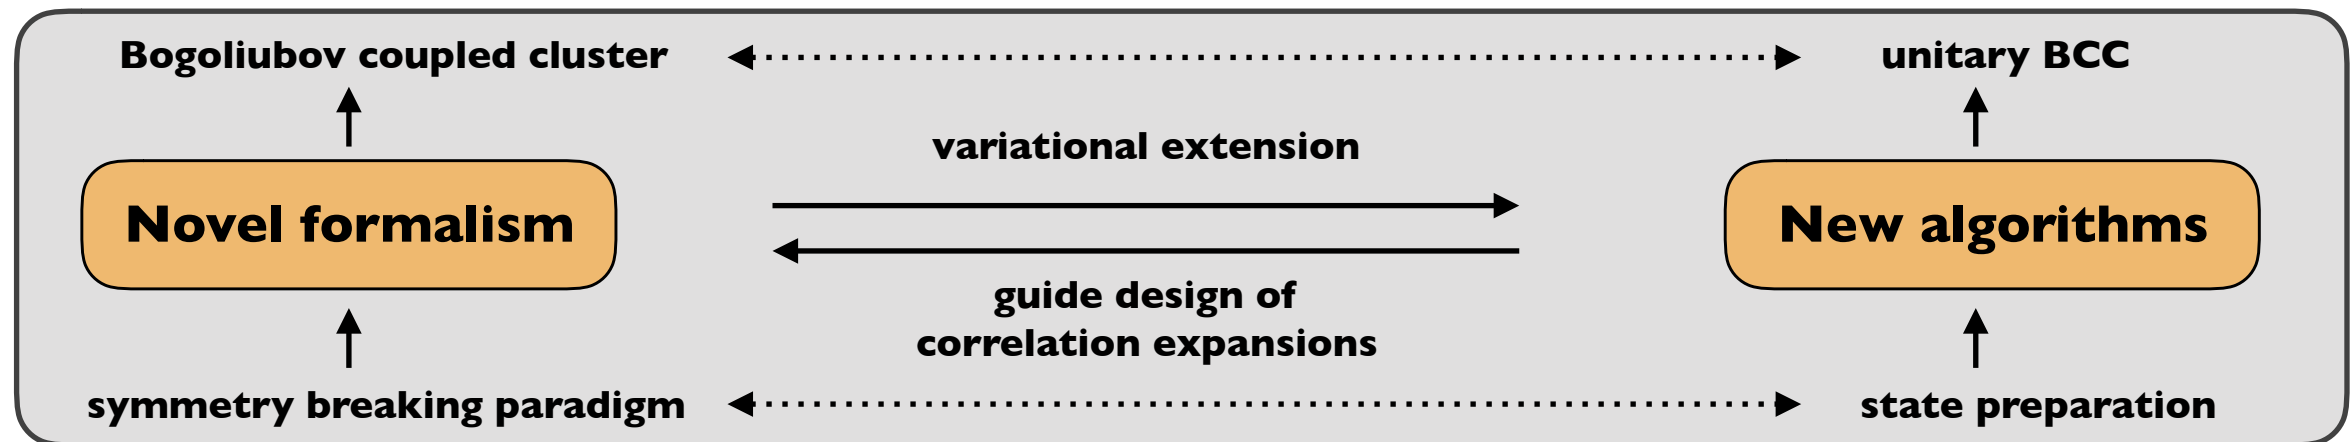 Bogoliubov coupled cluster
unitary BCC
variational extension
Novel formalism
New algorithms
guide design of
correlation expansions
symmetry breaking paradigm
state preparation